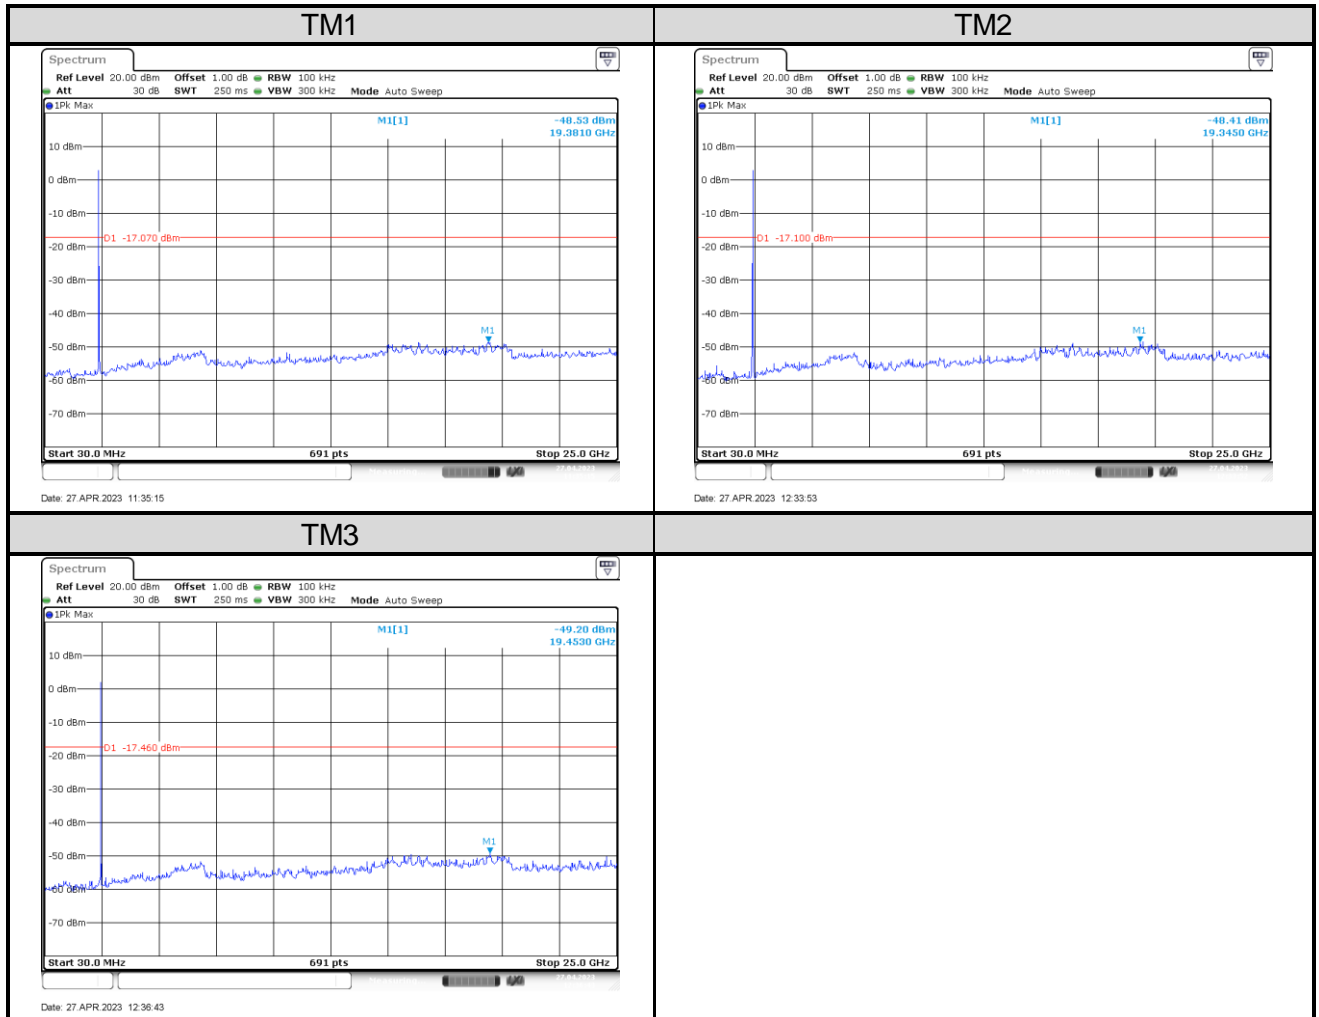 TM1
Spectrum
Ref Level 20.00 dBm Offset 1.00 dB RBW 100 kHz
Att 30 dB SWT 250 ms VBW 300 kHz Mode Auto Sweep
1Pk Max
M1[1] -48.53 dBm
19.3810 GHz
10 dBm
0 dBm
-10 dBm
D1 -17.070 dBm
-20 dBm
-30 dBm
-40 dBm
M1
-50 dBm
-60 dBm
-70 dBm
Start 30.0 MHz 691 pts Stop 25.0 GHz
Date: 27.APR.2023 11:35:15
TM2
Spectrum
Ref Level 20.00 dBm Offset 1.00 dB RBW 100 kHz
Att 30 dB SWT 250 ms VBW 300 kHz Mode Auto Sweep
1Pk Max
M1[1] -48.41 dBm
19.3450 GHz
10 dBm
0 dBm
-10 dBm
D1 -17.100 dBm
-20 dBm
-30 dBm
-40 dBm
M1
-50 dBm
-60 dBm
-70 dBm
Start 30.0 MHz 691 pts Stop 25.0 GHz
Date: 27.APR.2023 12:33:53
TM3
Spectrum
Ref Level 20.00 dBm Offset 1.00 dB RBW 100 kHz
Att 30 dB SWT 250 ms VBW 300 kHz Mode Auto Sweep
1Pk Max
M1[1] -49.20 dBm
19.4530 GHz
10 dBm
0 dBm
-10 dBm
D1 -17.460 dBm
-20 dBm
-30 dBm
-40 dBm
M1
-50 dBm
-60 dBm
-70 dBm
Start 30.0 MHz 691 pts Stop 25.0 GHz
Date: 27.APR.2023 12:36:43